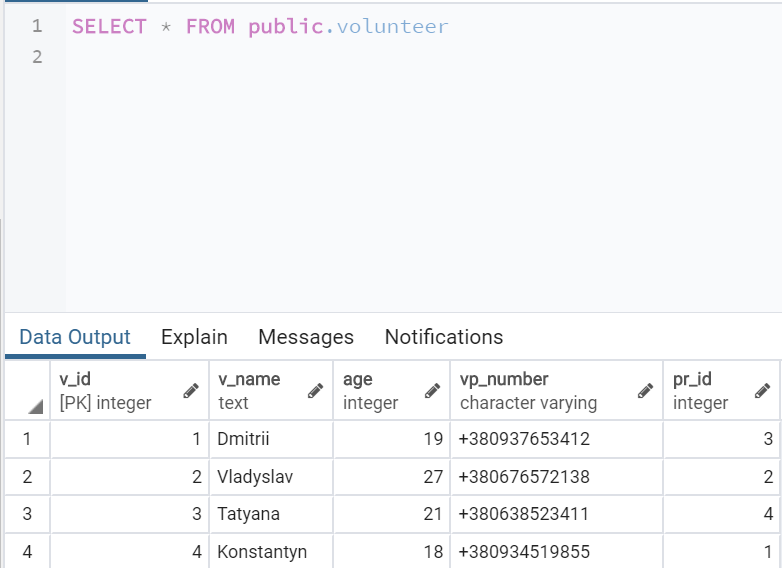 1 SELECT * FROM public.volunteer
2
Data Output Explain Messages Notifications
v_id v_name age vp_number pr_id
[PK] integer text integer character varying integer
1 1 Dmitrii 19 +380937653412 3
2 2 Vladyslav 27 +380676572138 2
3 3 Tatyana 21 +380638523411 4
4 4 Konstantyn 18 +380934519855 1